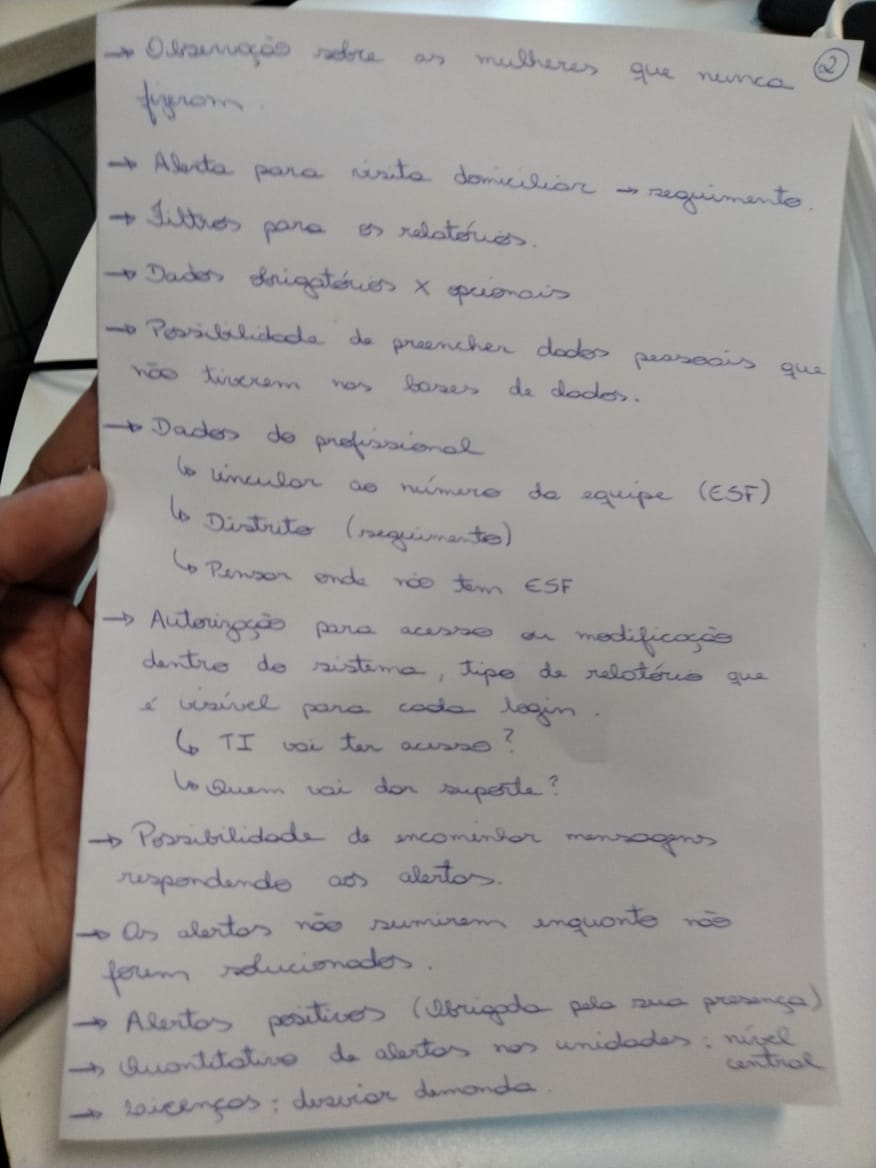 → Observação sobre as mulheres que nunca ②
fizeram.
→ Alerta para visita domiciliar → seguimento.
→ Filtros para os relatórios.
→ Dados obrigatórios x opcionais
→ Possibilidade de preencher dados pessoais que
não tiverem nas bases de dados.
→ Dados do profissional
↳ vincular ao número da equipe (ESF)
↳ Distrito (seguimento)
↳ Pensar onde não tem ESF
→ Autorização para acesso ou modificação
dentro do sistema, tipo de relatório que
é visível para cada login.
↳ TI vai ter acesso?
↳ Quem vai dar suporte?
→ Possibilidade de encaminhar mensagens
respondendo aos alertas.
→ Os alertas não sumirem enquanto não
forem solucionados.
→ Alertas positivos (Obrigada pela sua presença)
→ Quantitativo de alertas nas unidades: nível
central
→ Licenças: desviar demanda.